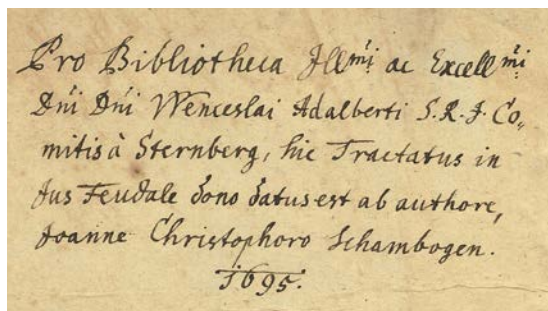 Pro Bibliotheca Illmi ac Excellmi
Dni Dni Wenceslai Adalberti S.R.I. Co„
mitis à Sternberg, hic Tractatus in
Jus Feudale dono datus est ab authore,
Joanne Christophoro Schambogen.
1695.